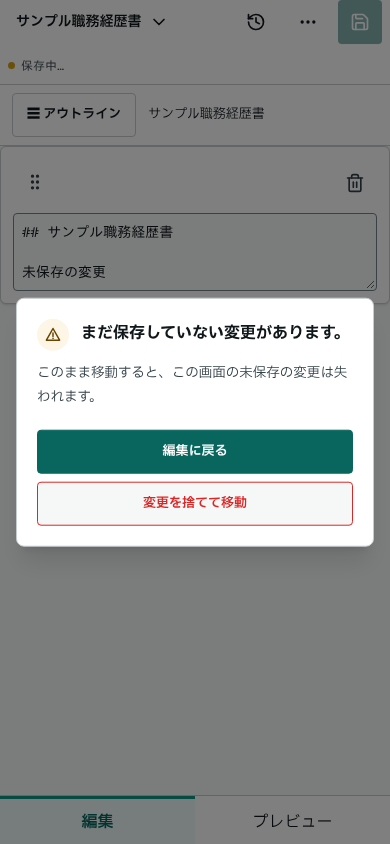 サンプル職務経歴書
保存中…
アウトライン サンプル職務経歴書
## サンプル職務経歴書
未保存の変更
まだ保存していない変更があります。
このまま移動すると、この画面の未保存の変更は失
われます。
編集に戻る
変更を捨てて移動
編集 プレビュー